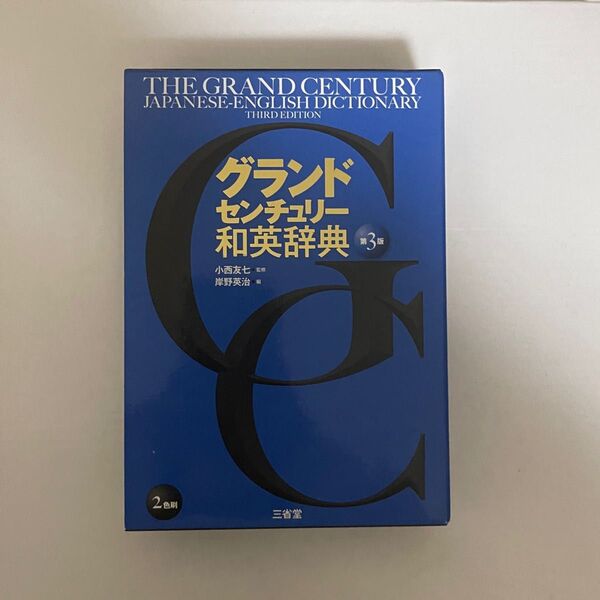 THE GRAND CENTURY
JAPANESE-ENGLISH DICTIONARY
THIRD EDITION
GC
グランド
センチュリー
和英辞典
第3版
小西友七 監修
岸野英治 編
2色刷
三省堂